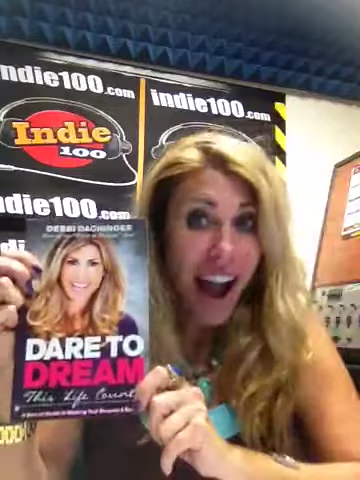 indie100.com
indie100.com
Indie
100
indie100.com
DEBBI DACHINGER
DARE TO
DREAM
This Life Counts